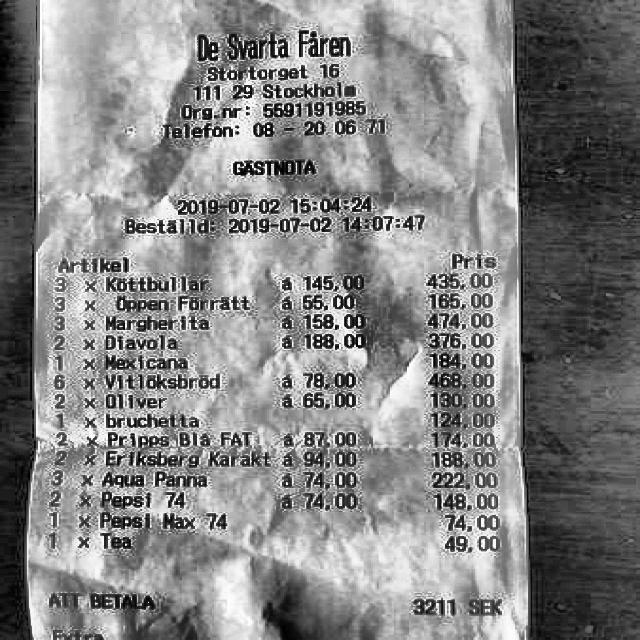 De Svarta Fåren
Stortorget 16
111 29 Stockholm
Org.nr: 5591191985
Telefon: 08 - 20 06 71
GÄSTNOTA
2019-07-02 15:04:24
Beställd: 2019-07-02 14:07:47
Artikel Pris
3 x Köttbullar á 145,00 435,00
3 x Öppen Förrätt á 55,00 165,00
3 x Margherita á 158,00 474,00
2 x Diavola á 188,00 376,00
1 x Mexicana 184,00
6 x Vitlöksbröd á 78,00 468,00
2 x Oliver á 65,00 130,00
1 x bruchetta 124,00
2 x Pripps Blå FAT á 87,00 174,00
2 x Eriksberg Karakt á 94,00 188,00
3 x Aqua Panna á 74,00 222,00
2 x Pepsi 74 á 74,00 148,00
1 x Pepsi Max 74 74,00
1 x Tea 49,00
ATT BETALA 3211 SEK
Extra